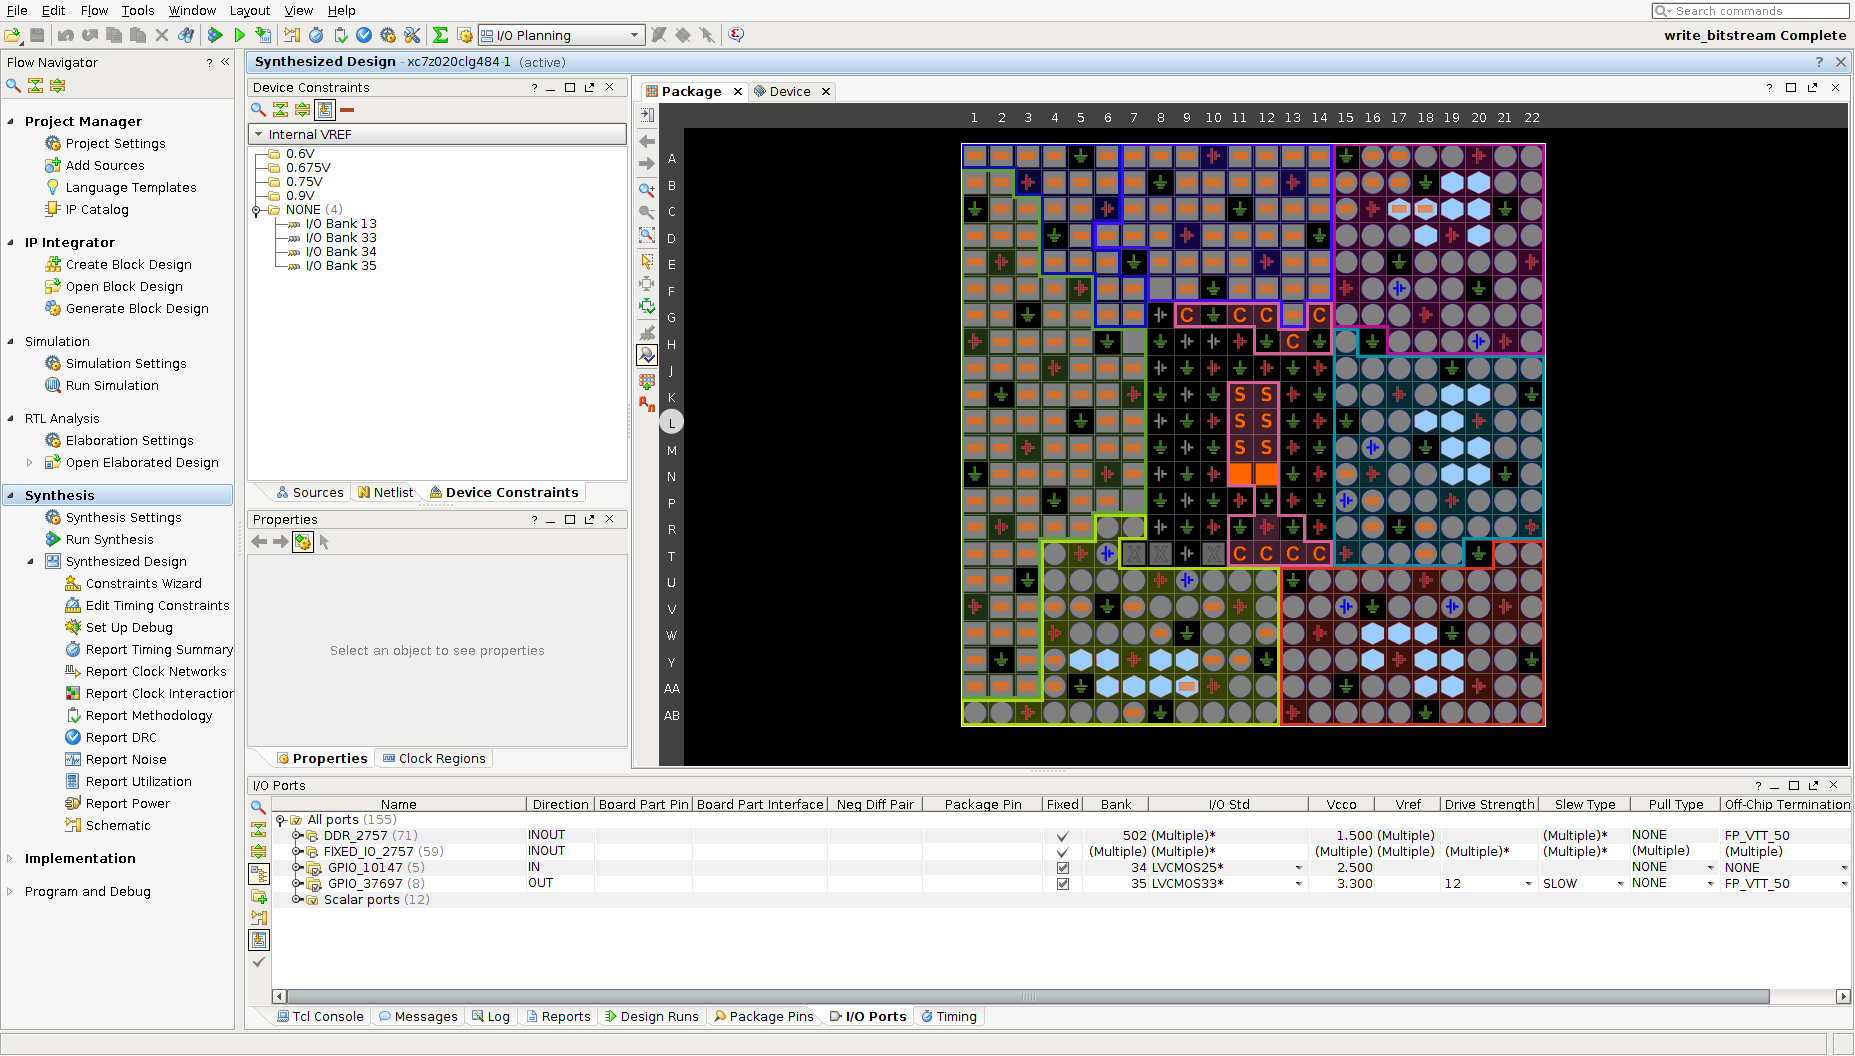 File Edit Flow Tools Window Layout View Help
Search commands
I/O Planning
write_bitstream Complete
Flow Navigator
Project Manager
Project Settings
Add Sources
Language Templates
IP Catalog
IP Integrator
Create Block Design
Open Block Design
Generate Block Design
Simulation
Simulation Settings
Run Simulation
RTL Analysis
Elaboration Settings
Open Elaborated Design
Synthesis
Synthesis Settings
Run Synthesis
Synthesized Design
Constraints Wizard
Edit Timing Constraints
Set Up Debug
Report Timing Summary
Report Clock Networks
Report Clock Interaction
Report Methodology
Report DRC
Report Noise
Report Utilization
Report Power
Schematic
Implementation
Program and Debug
Synthesized Design - xc7z020clg484-1 (active)
Device Constraints
Internal VREF
0.6V
0.675V
0.75V
0.9V
NONE (4)
I/O Bank 13
I/O Bank 33
I/O Bank 34
I/O Bank 35
Sources Netlist Device Constraints
Properties
Select an object to see properties
Properties Clock Regions
Package Device
1 2 3 4 5 6 7 8 9 10 11 12 13 14 15 16 17 18 19 20 21 22
A
B
C
D
E
F
G C C C C
H C
J
K S S
L S S
M S S
N
P
R
T C C C C
U
V
W
Y
AA
AB
I/O Ports
Name Direction Board Part Pin Board Part Interface Neg Diff Pair Package Pin Fixed Bank I/O Std Vcco Vref Drive Strength Slew Type Pull Type Off-Chip Termination
All ports (155)
DDR_2757 (71) INOUT 502 (Multiple)* 1.500 (Multiple) (Multiple)* NONE FP_VTT_50
FIXED_IO_2757 (59) INOUT (Multiple) (Multiple)* (Multiple) (Multiple) (Multiple)* (Multiple)* (Multiple) (Multiple)
GPIO_10147 (5) IN 34 LVCMOS25* 2.500 NONE NONE
GPIO_37697 (8) OUT 35 LVCMOS33* 3.300 12 SLOW NONE FP_VTT_50
Scalar ports (12)
Tcl Console Messages Log Reports Design Runs Package Pins I/O Ports Timing